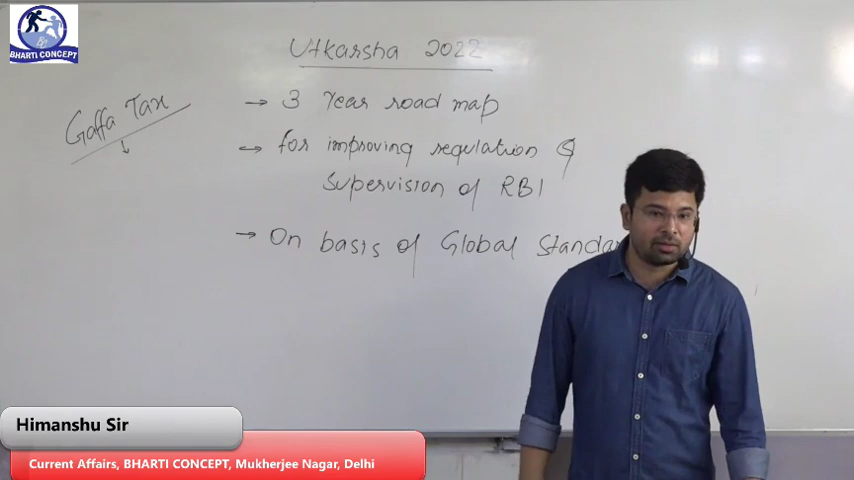 BHARTI CONCEPT
Utkarsha 2022
Gaffa Tax
→ 3 Year road map
→ for improving regulation &
Supervision of RBI
→ On basis of Global Standar
Himanshu Sir
Current Affairs, BHARTI CONCEPT, Mukherjee Nagar, Delhi